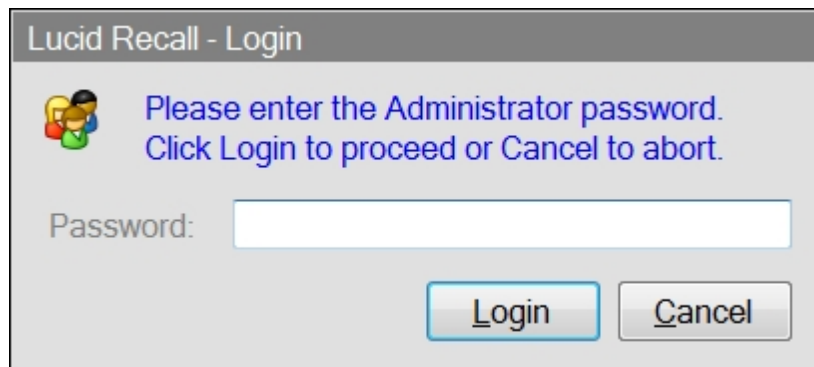 Lucid Recall - Login
Please enter the Administrator password.
Click Login to proceed or Cancel to abort.
Password:
Login Cancel